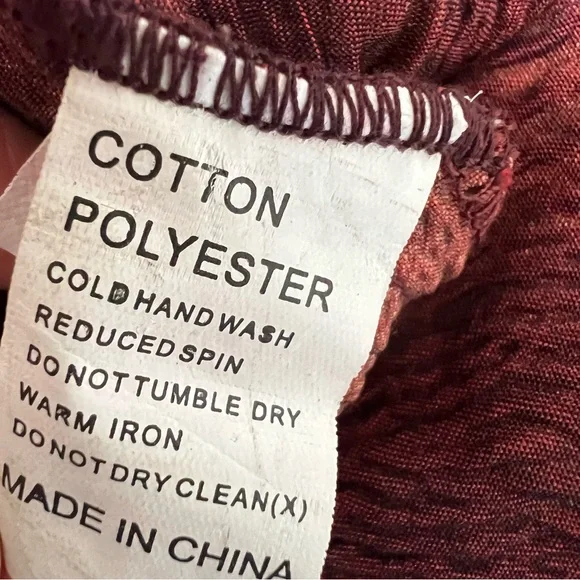 COTTON
POLYESTER
COLD HAND WASH
REDUCED SPIN
DO NOT TUMBLE DRY
WARM IRON
DO NOT DRY CLEAN(X)
MADE IN CHINA